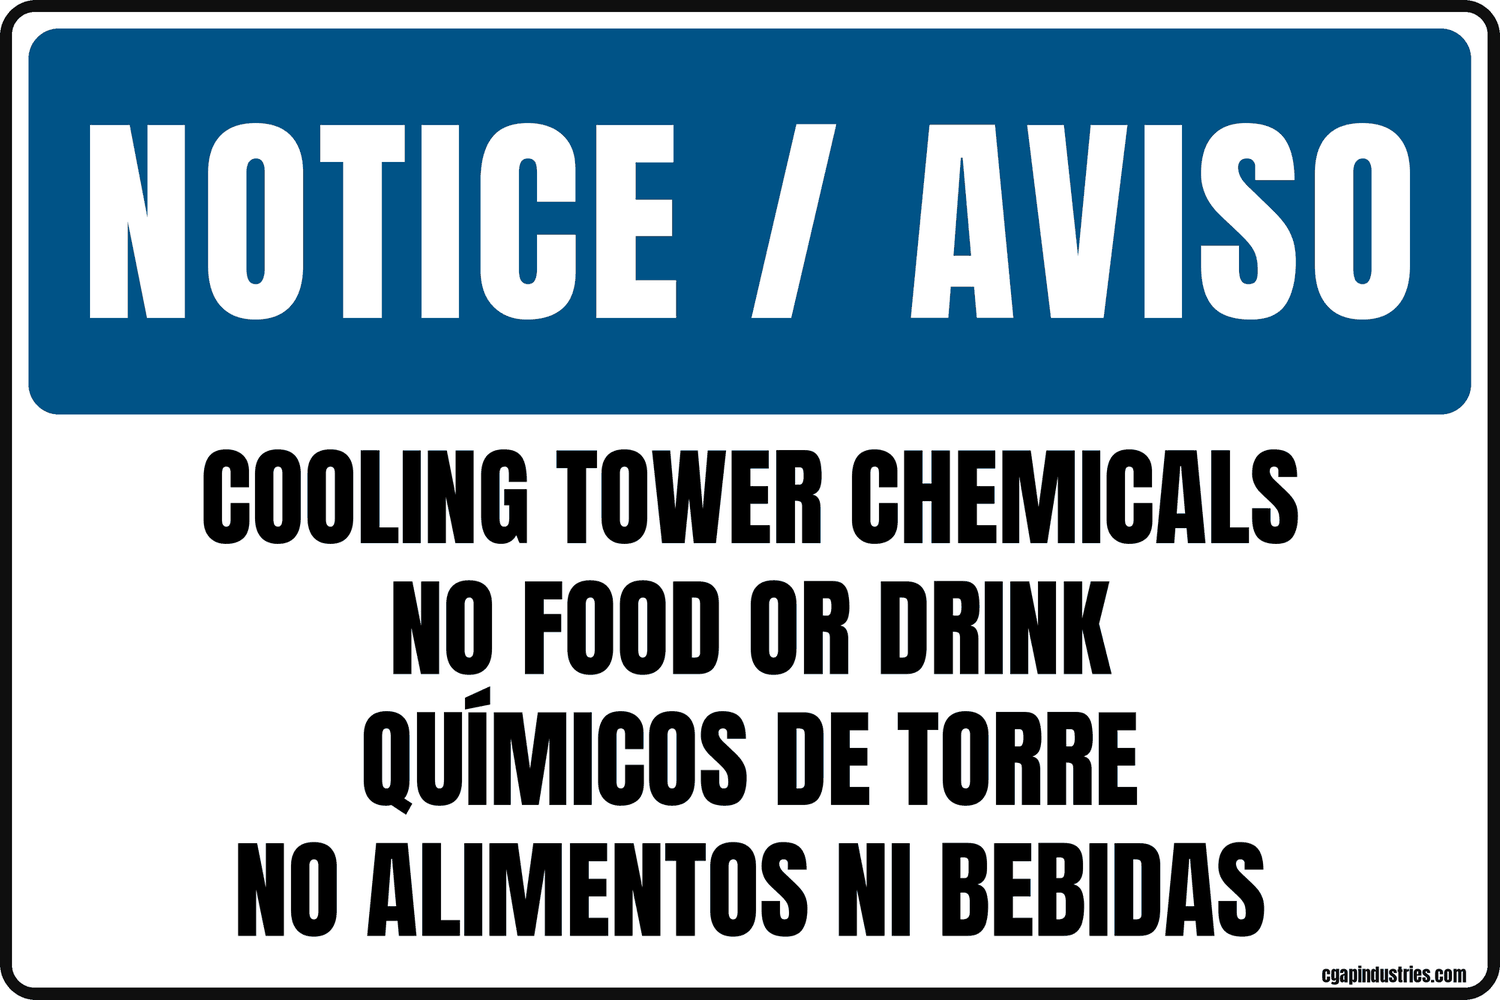 NOTICE / AVISO
COOLING TOWER CHEMICALS
NO FOOD OR DRINK
QUÍMICOS DE TORRE
NO ALIMENTOS NI BEBIDAS
cgapindustries.com